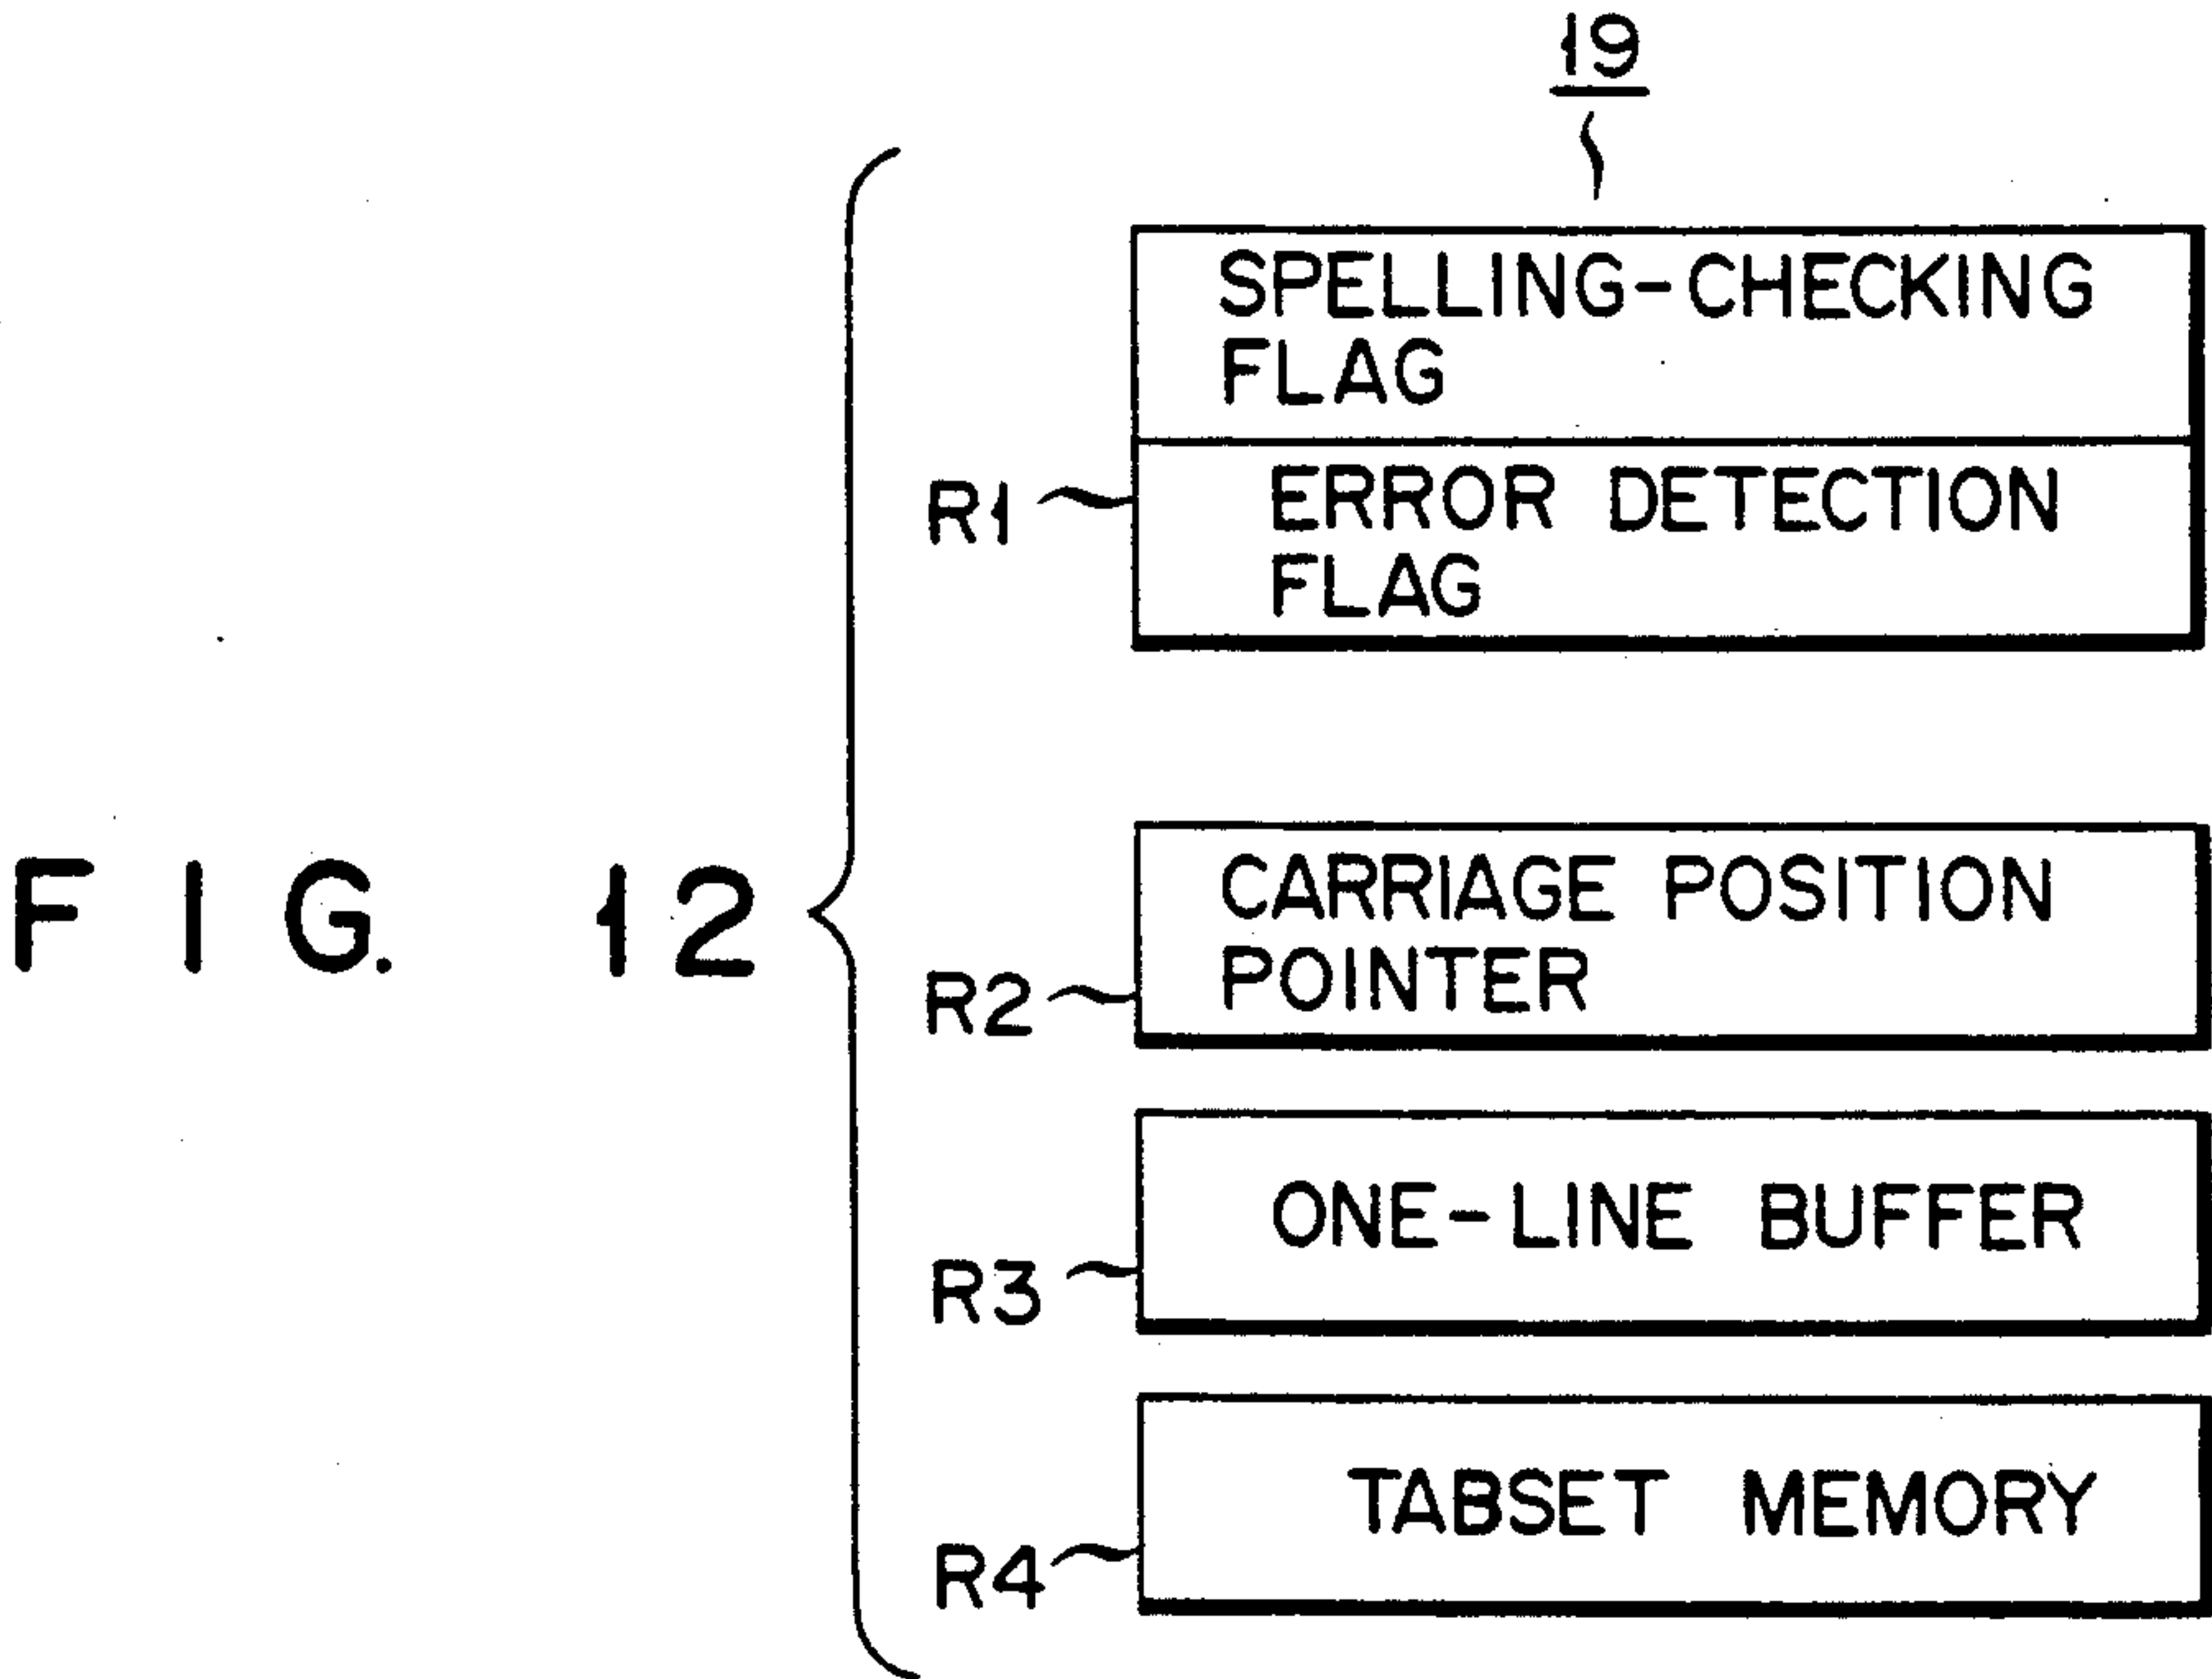 19
SPELLING-CHECKING
FLAG
R1
ERROR DETECTION
FLAG
FIG. 12
CARRIAGE POSITION
POINTER
R2
ONE-LINE BUFFER
R3
TABSET MEMORY
R4